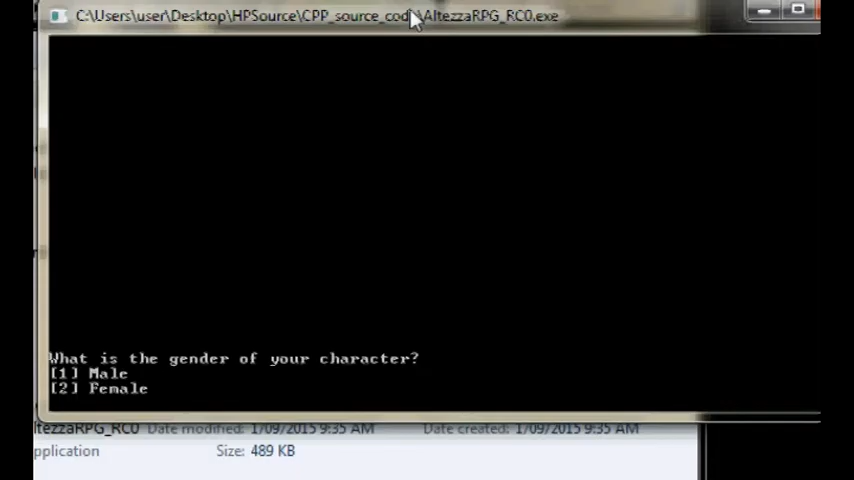 C:\Users\user\Desktop\HPSource\CPP_source_code\AltezzaRPG_RC0.exe
What is the gender of your character?
[1] Male
[2] Female
ltezzaRPG_RC0 Date modified: 1/09/2015 9:35 AM Date created: 1/09/2015 9:35 AM
pplication Size: 489 KB